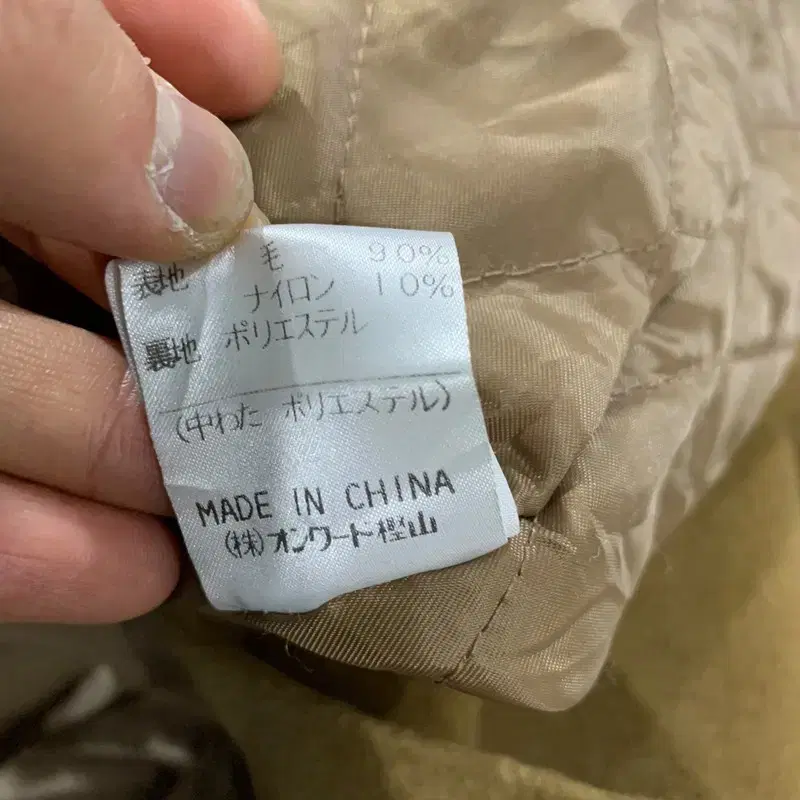 表地 毛 90%
ナイロン 10%
裏地 ポリエステル
(中わた ポリエステル)
MADE IN CHINA
(株)オンワード樫山